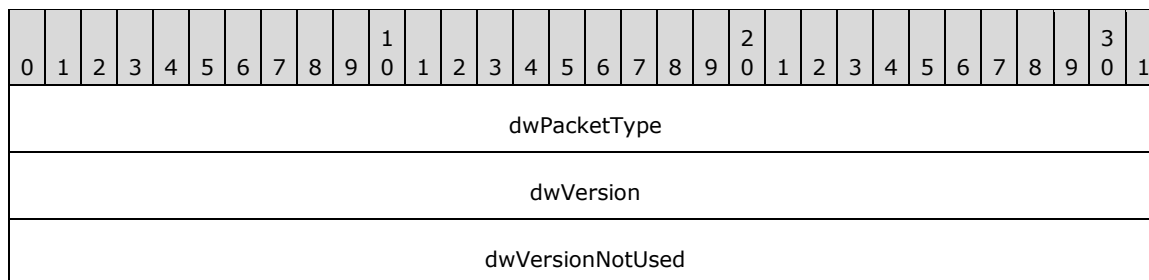 1 2 3
0 1 2 3 4 5 6 7 8 9 0 1 2 3 4 5 6 7 8 9 0 1 2 3 4 5 6 7 8 9 0 1
dwPacketType
dwVersion
dwVersionNotUsed